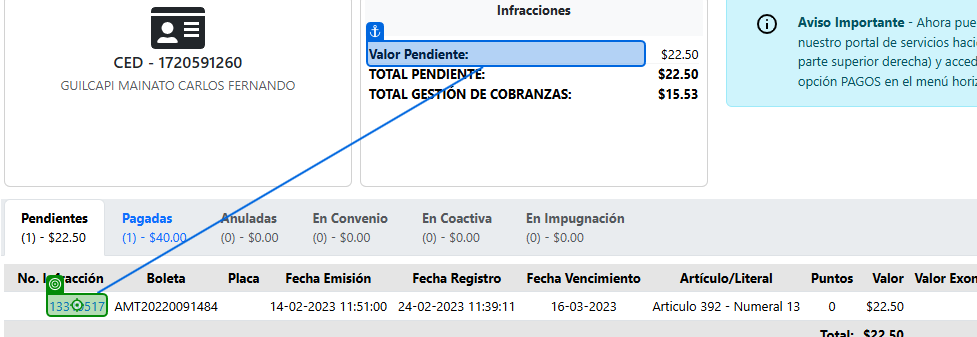 Infracciones
CED - 1720591260
GUILCAPI MAINATO CARLOS FERNANDO
Valor Pendiente: $22.50
TOTAL PENDIENTE: $22.50
TOTAL GESTIÓN DE COBRANZAS: $15.53
Aviso Importante - Ahora pue
nuestro portal de servicios haci
parte superior derecha) y acced
opción PAGOS en el menú horiz
Pendientes Pagadas Anuladas En Convenio En Coactiva En Impugnación
(1) - $22.50 (1) - $40.00 (0) - $0.00 (0) - $0.00 (0) - $0.00 (0) - $0.00
No. Infracción Boleta Placa Fecha Emisión Fecha Registro Fecha Vencimiento Artículo/Literal Puntos Valor Valor Exon
AMT20220091484 14-02-2023 11:51:00 24-02-2023 11:39:11 16-03-2023 Articulo 392 - Numeral 13 0 $22.50
Total: $22.50